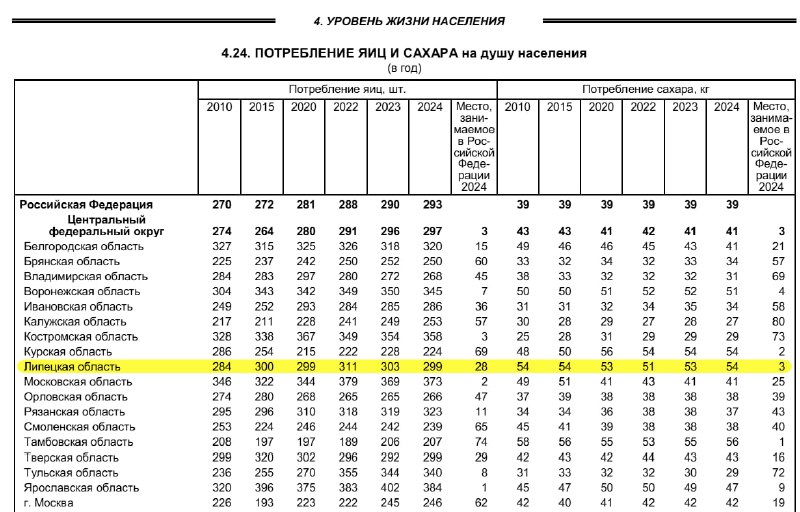 4. УРОВЕНЬ ЖИЗНИ НАСЕЛЕНИЯ
4.24. ПОТРЕБЛЕНИЕ ЯИЦ И САХАРА на душу населения
(в год)
Потребление яиц, шт. Потребление сахара, кг
2010 2015 2020 2022 2023 2024 Место, зани-маемое в Рос-сийской Феде-рации 2024 2010 2015 2020 2022 2023 2024 Место, занима-емое в Рос-сийской Феде-рации 2024
Российская Федерация 270 272 281 288 290 293 39 39 39 39 39 39
Центральный
федеральный округ 274 264 280 291 296 297 3 43 43 41 42 41 41 3
Белгородская область 327 315 325 326 318 320 15 49 46 46 45 43 41 21
Брянская область 225 237 242 250 252 250 60 33 32 34 32 33 34 57
Владимирская область 284 283 297 280 272 268 45 38 33 32 32 32 31 69
Воронежская область 304 343 342 349 350 345 7 50 50 51 52 52 51 4
Ивановская область 249 252 293 284 285 286 36 31 31 32 34 35 34 58
Калужская область 217 211 228 241 249 253 57 30 28 29 27 28 27 80
Костромская область 328 338 367 349 354 358 3 25 28 31 29 29 29 73
Курская область 286 254 215 222 228 224 69 48 50 56 54 54 54 2
Липецкая область 284 300 299 311 303 299 28 54 54 53 51 53 54 3
Московская область 346 322 344 379 369 373 2 49 51 41 43 41 41 25
Орловская область 274 280 268 265 265 266 47 37 39 38 38 38 38 39
Рязанская область 295 296 310 318 319 323 11 34 34 36 38 38 37 43
Смоленская область 253 224 246 244 242 239 65 45 41 39 38 38 38 40
Тамбовская область 208 197 197 189 206 207 74 58 56 55 53 55 56 1
Тверская область 299 320 302 296 292 299 29 42 43 42 44 43 43 16
Тульская область 236 255 270 355 344 340 8 31 33 32 32 30 29 72
Ярославская область 320 396 375 383 402 384 1 45 47 50 50 49 47 9
г. Москва 226 193 223 222 245 246 62 42 40 41 42 42 42 19